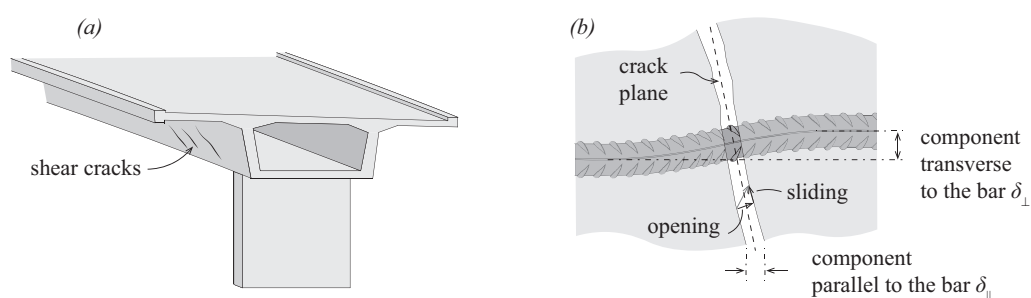 (a)
shear cracks
(b)
crack
plane
component
transverse
to the bar δ⊥
sliding
opening
component
parallel to the bar δ∥